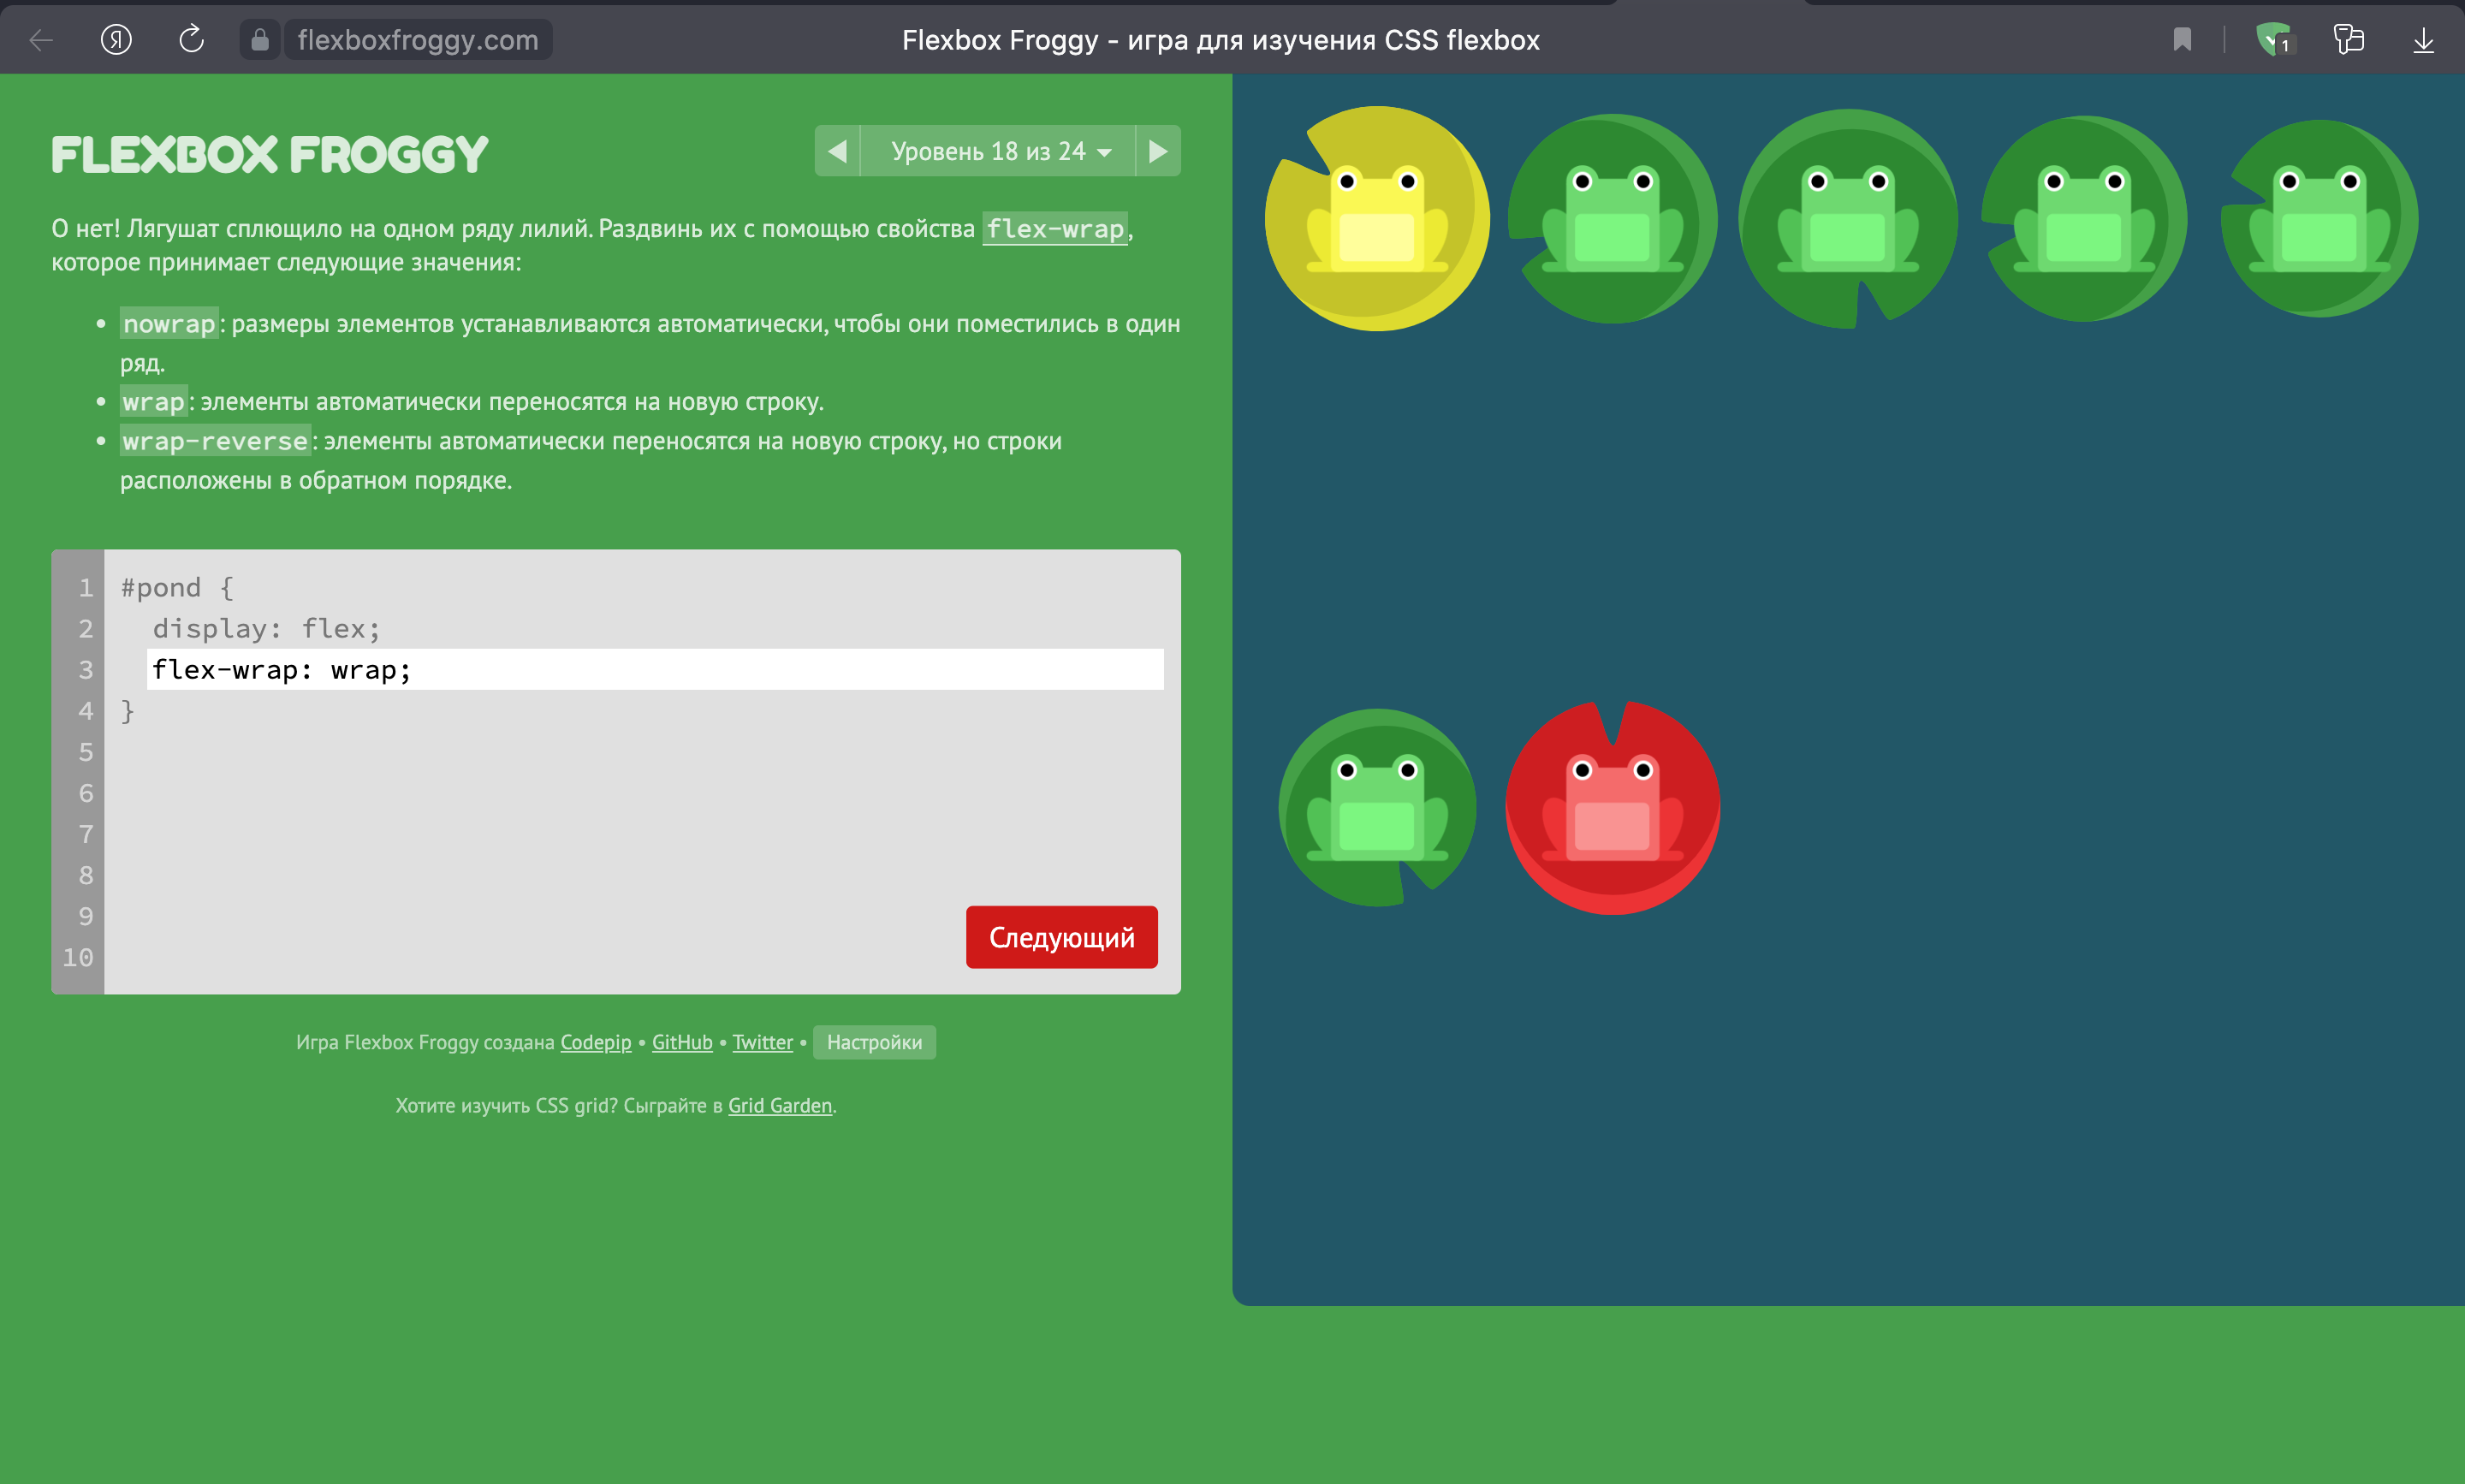 flexboxfroggy.com
Flexbox Froggy - игра для изучения CSS flexbox
1
FLEXBOX FROGGY
Уровень 18 из 24
О нет! Лягушат сплющило на одном ряду лилий. Раздвинь их с помощью свойства flex-wrap,
которое принимает следующие значения:
• nowrap: размеры элементов устанавливаются автоматически, чтобы они поместились в один
ряд.
• wrap: элементы автоматически переносятся на новую строку.
• wrap-reverse: элементы автоматически переносятся на новую строку, но строки
расположены в обратном порядке.
1 #pond {
2 display: flex;
3 flex-wrap: wrap;
4 }
5
6
7
8
9
10
Следующий
Игра Flexbox Froggy создана Codepip • GitHub • Twitter • Настройки
Хотите изучить CSS grid? Сыграйте в Grid Garden.